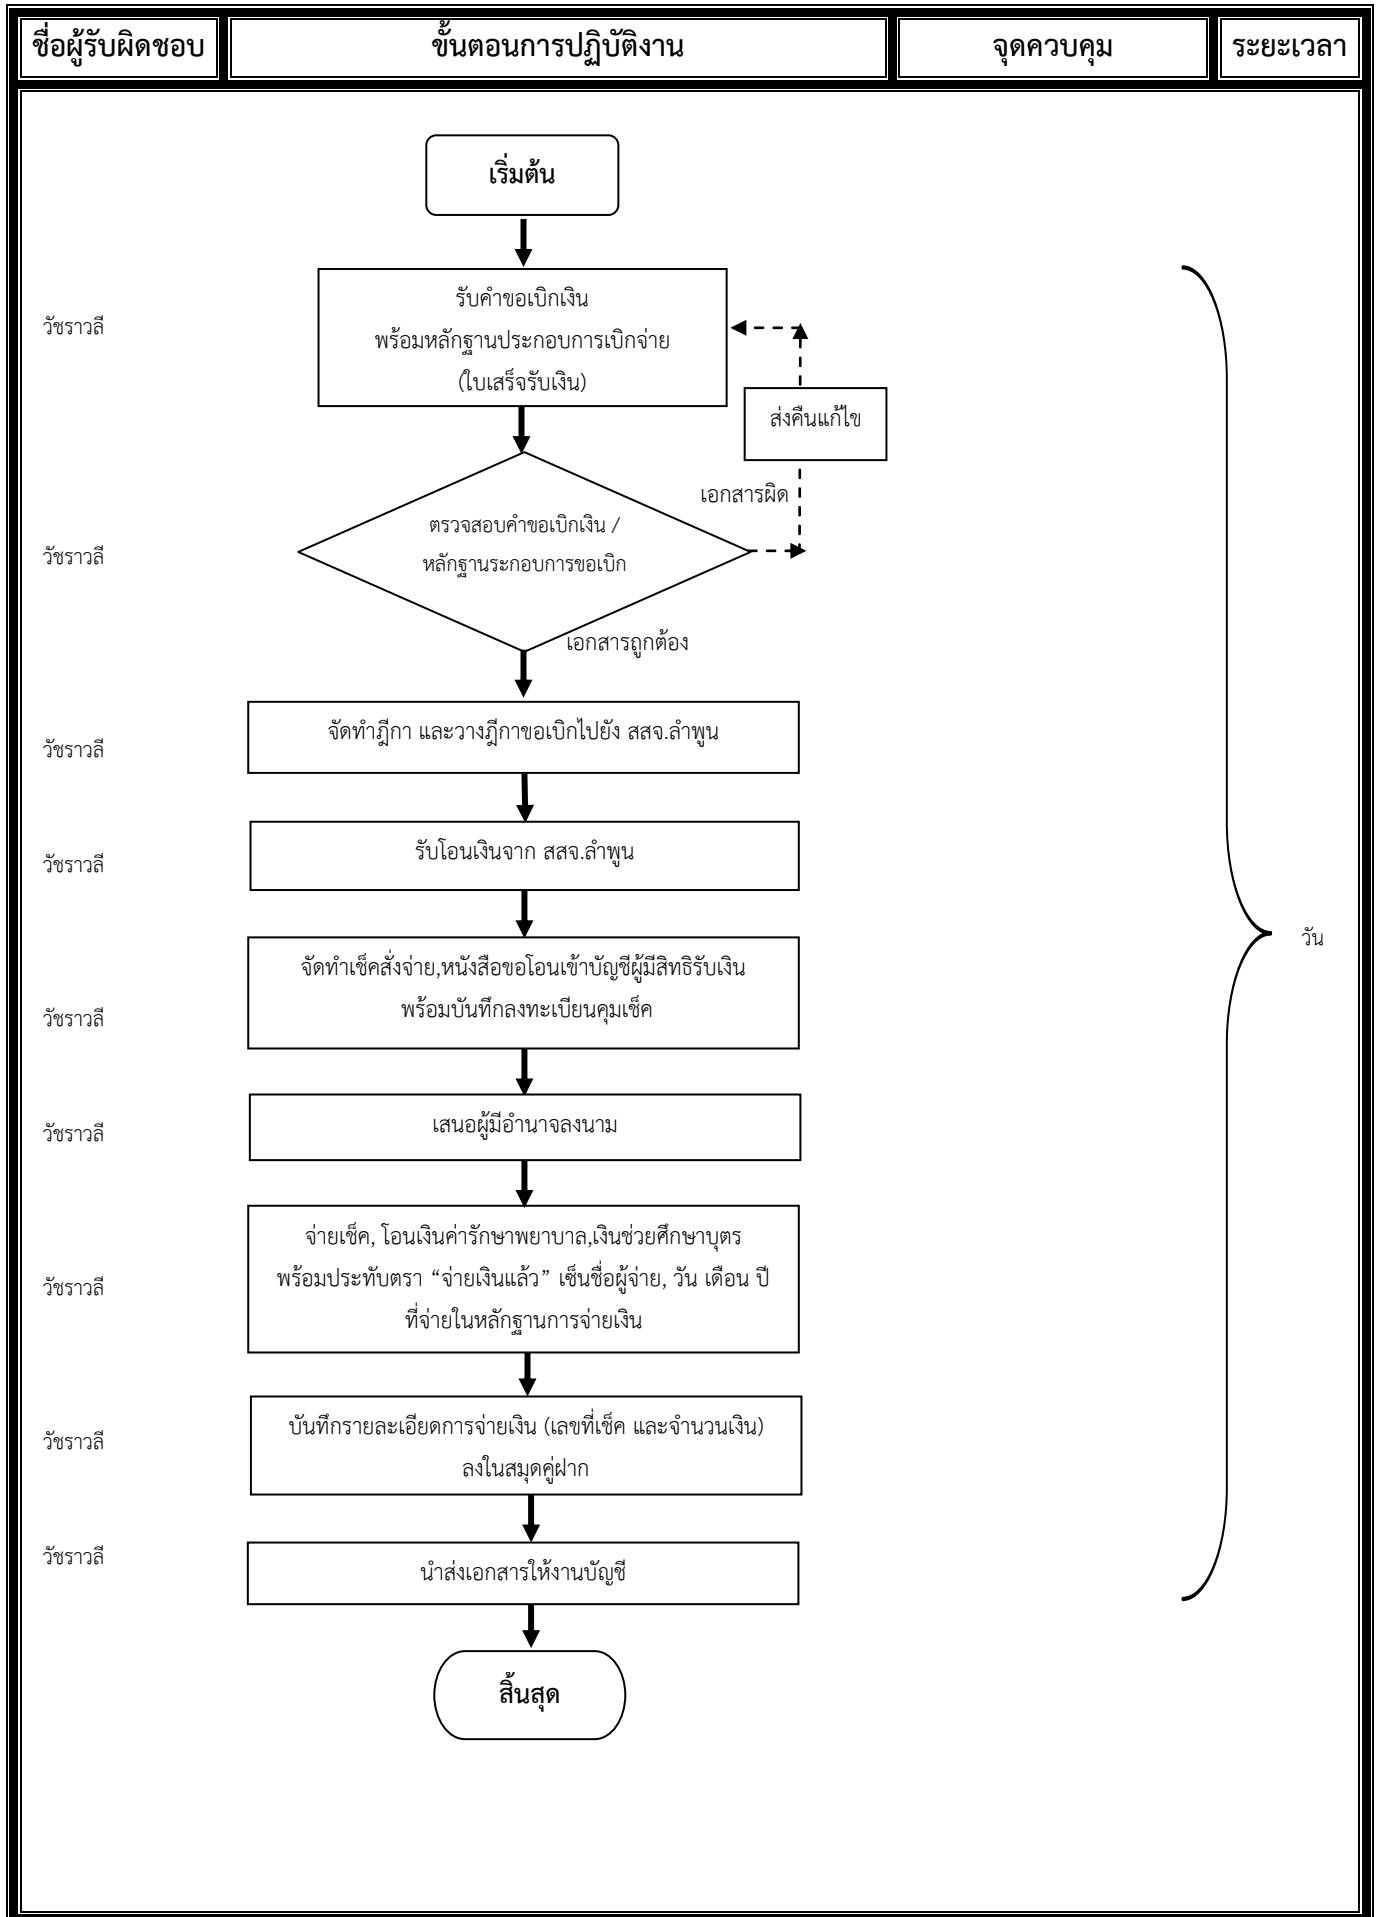 ชื่อผู้รับผิดชอบ
ขั้นตอนการปฏิบัติงาน
จุดควบคุม
ระยะเวลา
เริ่มต้น
วัชราวลี
รับคำขอเบิกเงิน
พร้อมหลักฐานประกอบการเบิกจ่าย
(ใบเสร็จรับเงิน)
ส่งคืนแก้ไข
เอกสารผิด
วัชราวลี
ตรวจสอบคำขอเบิกเงิน /
หลักฐานระกอบการขอเบิก
เอกสารถูกต้อง
วัชราวลี
จัดทำฎีกา และวางฎีกาขอเบิกไปยัง สสจ.ลำพูน
วัชราวลี
รับโอนเงินจาก สสจ.ลำพูน
วัน
วัชราวลี
จัดทำเช็คสั่งจ่าย,หนังสือขอโอนเข้าบัญชีผู้มีสิทธิรับเงิน
พร้อมบันทึกลงทะเบียนคุมเช็ค
วัชราวลี
เสนอผู้มีอำนาจลงนาม
วัชราวลี
จ่ายเช็ค, โอนเงินค่ารักษาพยาบาล,เงินช่วยศึกษาบุตร
พร้อมประทับตรา “จ่ายเงินแล้ว” เซ็นชื่อผู้จ่าย, วัน เดือน ปี
ที่จ่ายในหลักฐานการจ่ายเงิน
วัชราวลี
บันทึกรายละเอียดการจ่ายเงิน (เลขที่เช็ค และจำนวนเงิน)
ลงในสมุดคู่ฝาก
วัชราวลี
นำส่งเอกสารให้งานบัญชี
สิ้นสุด